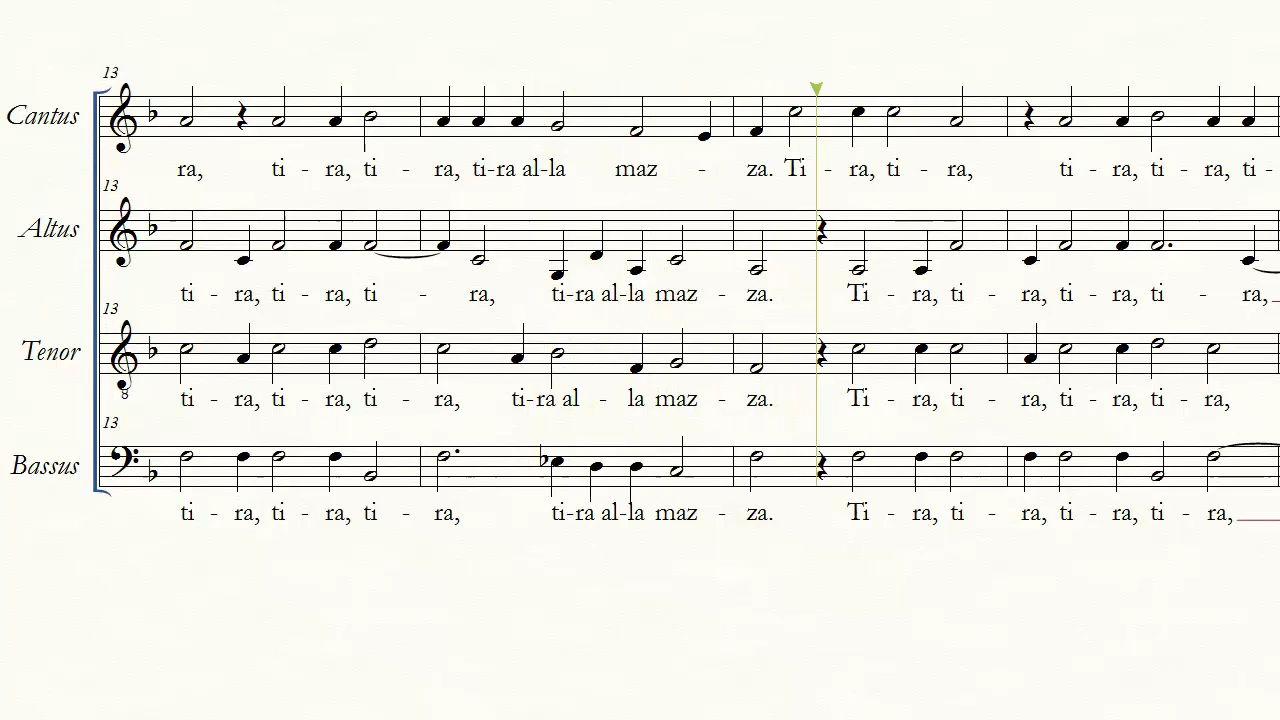 13
Cantus
ra, ti - ra, ti - ra, ti-ra al-la maz - za. Ti - ra, ti - ra, ti - ra, ti - ra, ti -
13
Altus
ti - ra, ti - ra, ti - ra, ti-ra al-la maz - za. Ti - ra, ti - ra, ti - ra, ti - ra,
13
Tenor
8
ti - ra, ti - ra, ti - ra, ti-ra al - la maz - za. Ti - ra, ti - ra, ti - ra, ti - ra,
13
Bassus
ti - ra, ti - ra, ti - ra, ti-ra al-la maz - za. Ti - ra, ti - ra, ti - ra, ti - ra,